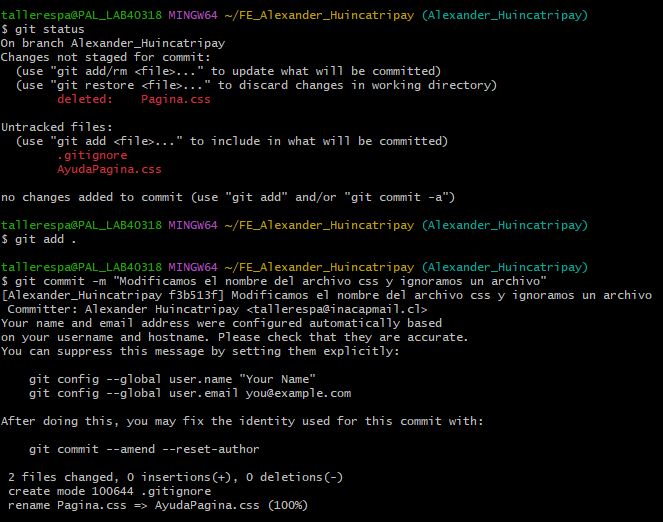 tallerespa@PAL_LAB40318 MINGW64 ~/FE_Alexander_Huincatripay (Alexander_Huincatripay)
$ git status
On branch Alexander_Huincatripay
Changes not staged for commit:
  (use "git add/rm <file>..." to update what will be committed)
  (use "git restore <file>..." to discard changes in working directory)
        deleted:    Pagina.css

Untracked files:
  (use "git add <file>..." to include in what will be committed)
        .gitignore
        AyudaPagina.css

no changes added to commit (use "git add" and/or "git commit -a")

tallerespa@PAL_LAB40318 MINGW64 ~/FE_Alexander_Huincatripay (Alexander_Huincatripay)
$ git add .

tallerespa@PAL_LAB40318 MINGW64 ~/FE_Alexander_Huincatripay (Alexander_Huincatripay)
$ git commit -m "Modificamos el nombre del archivo css y ignoramos un archivo"
[Alexander_Huincatripay f3b513f] Modificamos el nombre del archivo css y ignoramos un archivo
 Committer: Alexander Huincatripay <tallerespa@inacapmail.cl>
Your name and email address were configured automatically based
on your username and hostname. Please check that they are accurate.
You can suppress this message by setting them explicitly:

    git config --global user.name "Your Name"
    git config --global user.email you@example.com

After doing this, you may fix the identity used for this commit with:

    git commit --amend --reset-author

 2 files changed, 0 insertions(+), 0 deletions(-)
 create mode 100644 .gitignore
 rename Pagina.css => AyudaPagina.css (100%)